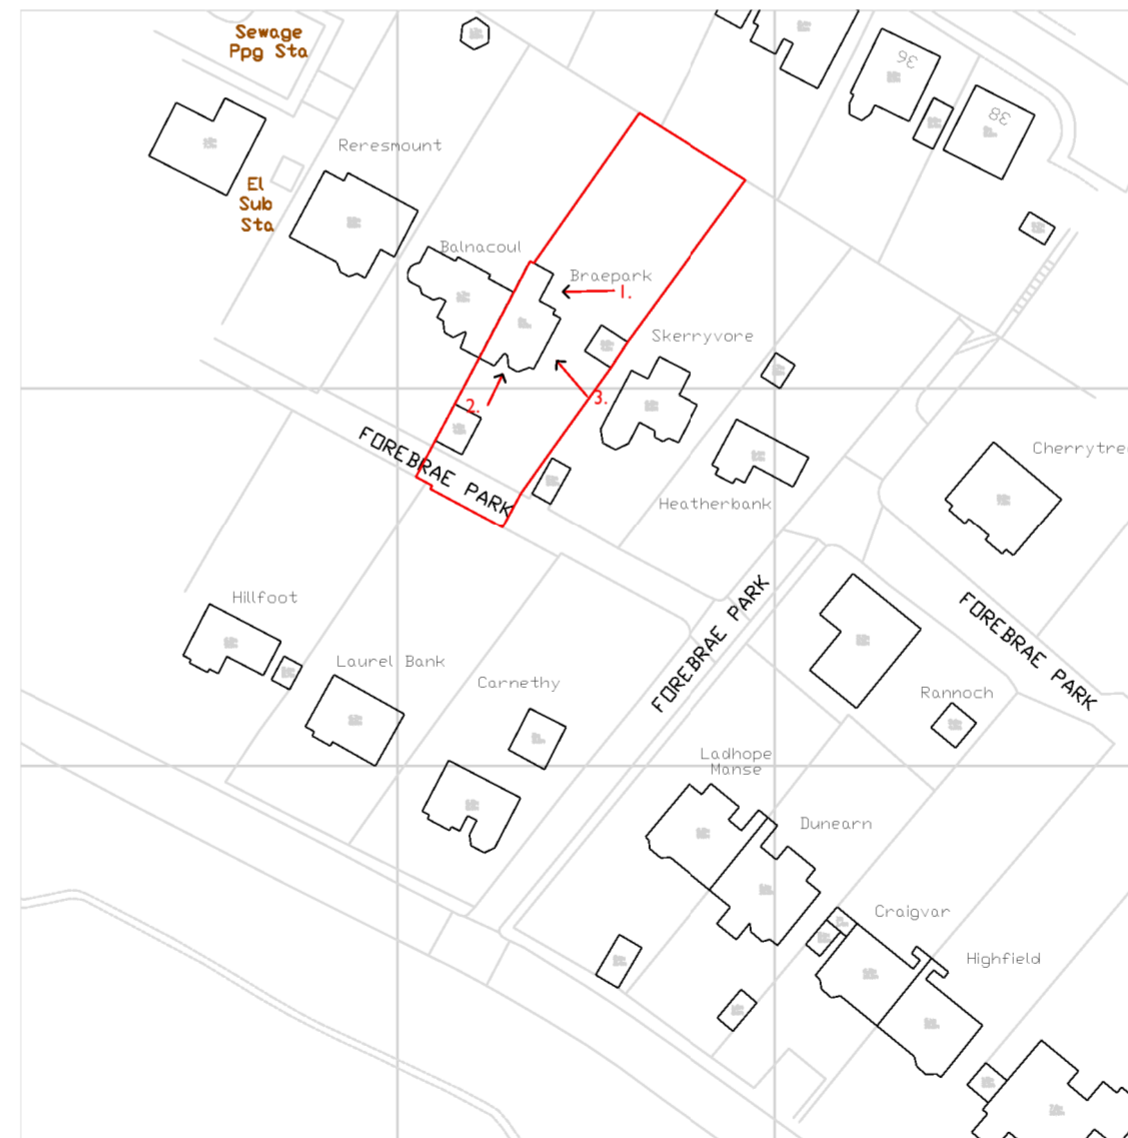 Sewage
Ppg Sta
36
38
Reresmount
El
Sub
Sta
Balnacoul
Braepark
1.
Skerryvore
2.
3.
FOREBRAE PARK
Cherrytree
Heatherbank
Hillfoot
FOREBRAE PARK
FOREBRAE PARK
Laurel Bank
Carnethy
Rannoch
Ladhope
Manse
Dunearn
Craigvar
Highfield